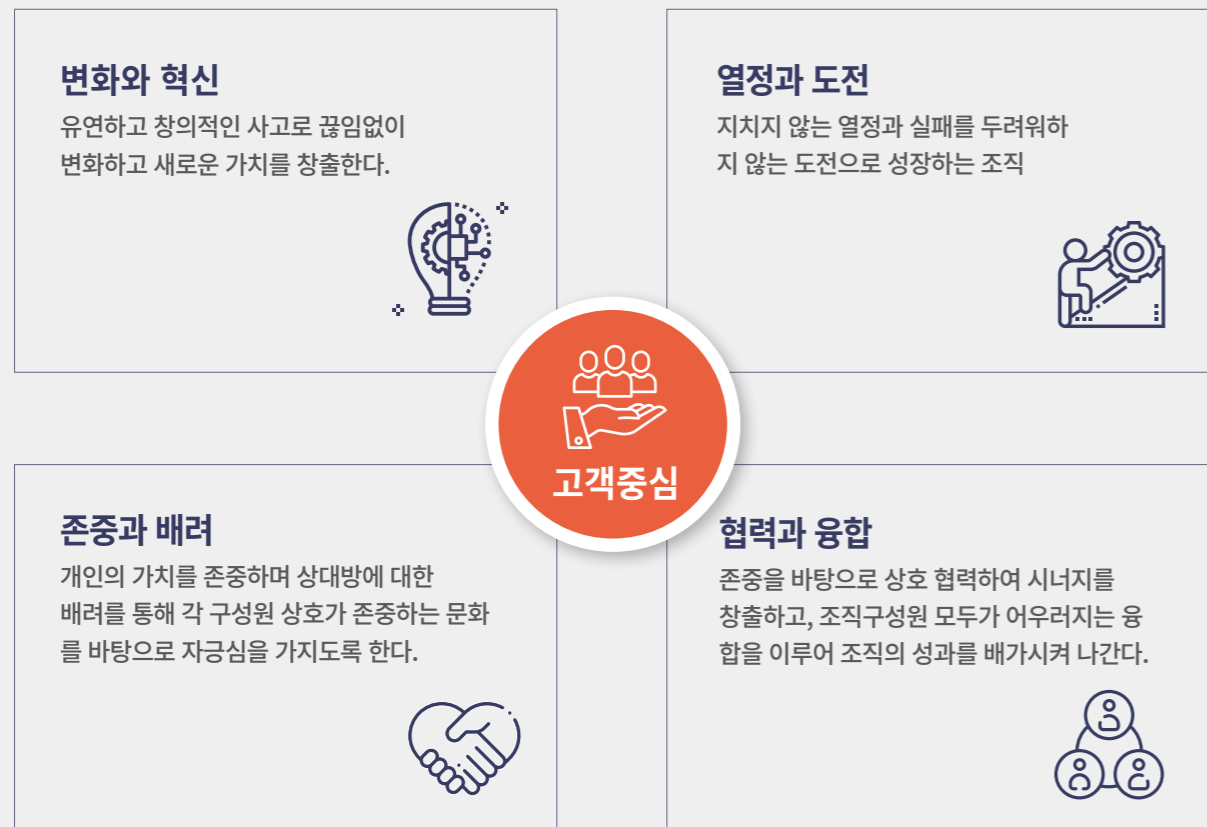 변화와 혁신
유연하고 창의적인 사고로 끊임없이
변화하고 새로운 가치를 창출한다.
열정과 도전
지치지 않는 열정과 실패를 두려워하
지 않는 도전으로 성장하는 조직
고객중심
존중과 배려
개인의 가치를 존중하며 상대방에 대한
배려를 통해 각 구성원 상호가 존중하는 문화
를 바탕으로 자긍심을 가지도록 한다.
협력과 융합
존중을 바탕으로 상호 협력하여 시너지를
창출하고, 조직구성원 모두가 어우러지는 융
합을 이루어 조직의 성과를 배가시켜 나간다.